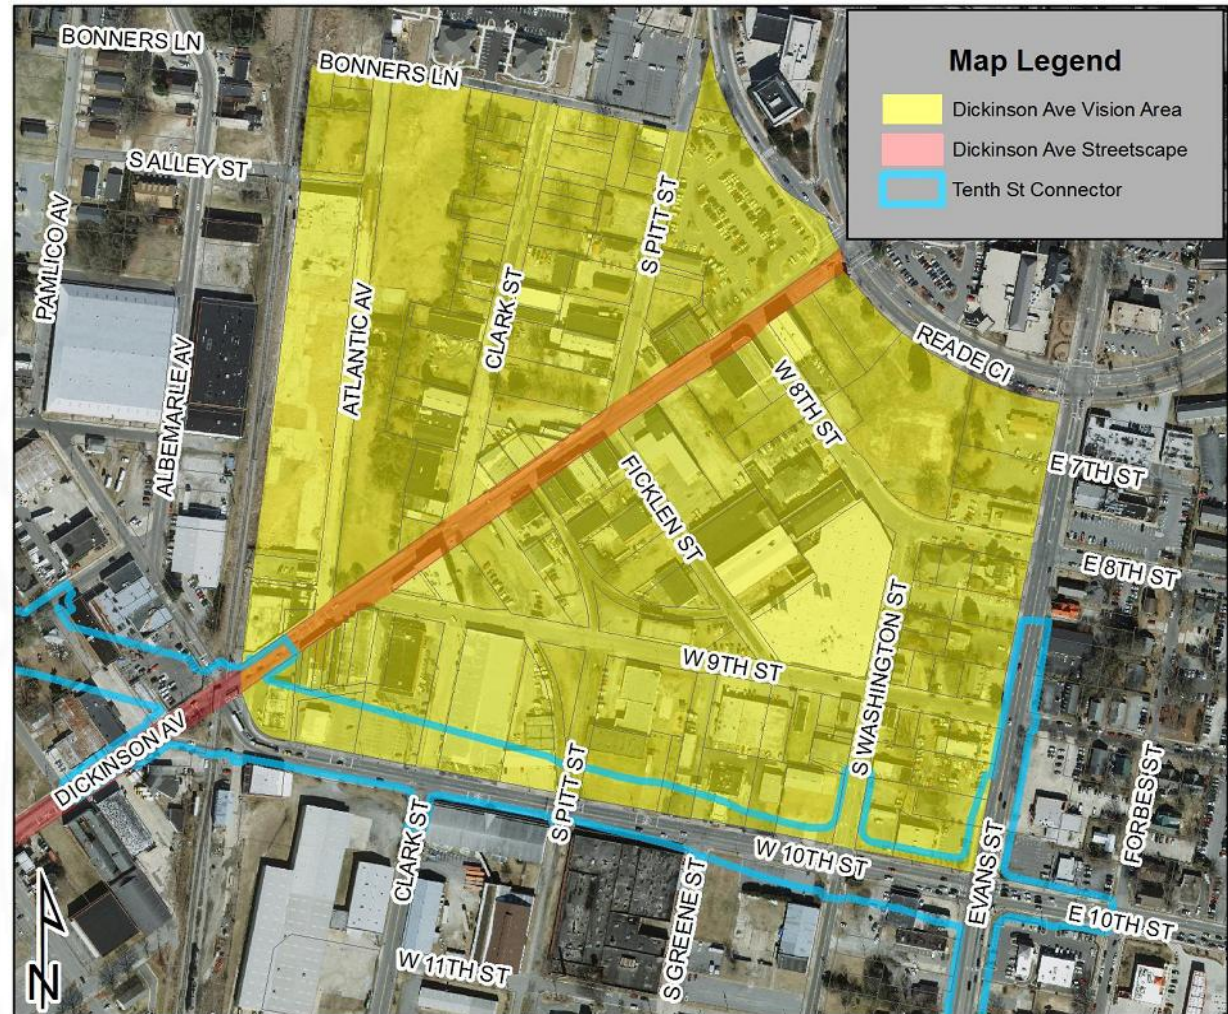 BONNERS LN
BONNERS LN
Map Legend
Dickinson Ave Vision Area
Dickinson Ave Streetscape
Tenth St Connector
S ALLEY ST
PAMLICO AV
S PITT ST
ATLANTIC AV
CLARK ST
ALBEMARLE AV
READE CI
W 8TH ST
FICKLEN ST
E 7TH ST
E 8TH ST
S WASHINGTON ST
W 9TH ST
DICKINSON AV
CLARK ST
S PITT ST
S GREENE ST
W 10TH ST
EVANS ST
FORBES ST
E 10TH ST
W 11TH ST
N